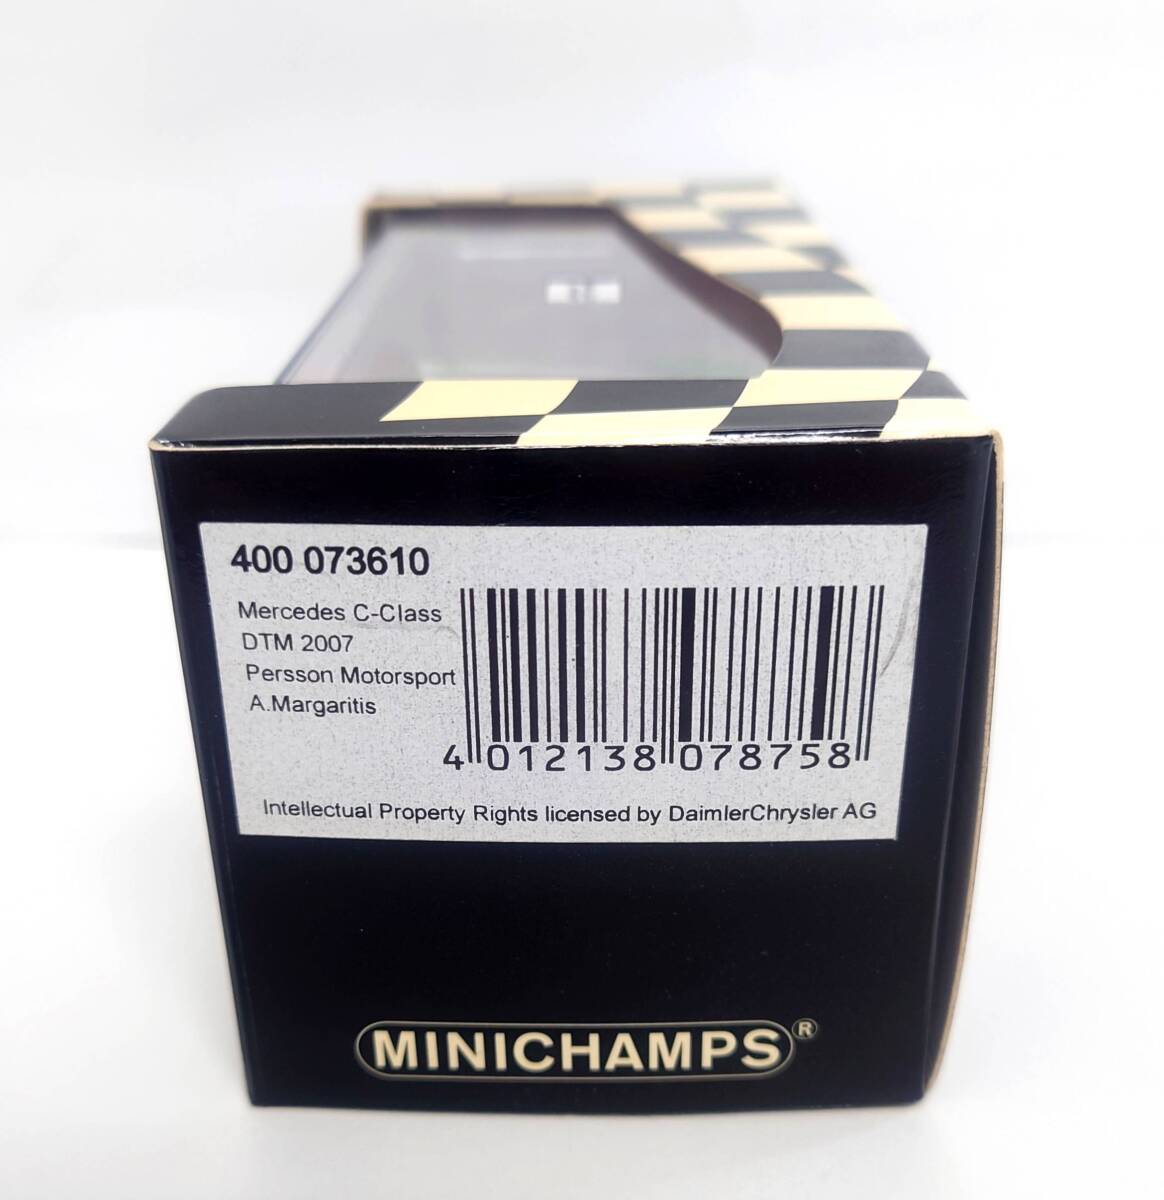 400 073610
Mercedes C-Class
DTM 2007
Persson Motorsport
A.Margaritis
4 012138 078758
Intellectual Property Rights licensed by DaimlerChrysler AG
MINICHAMPS®